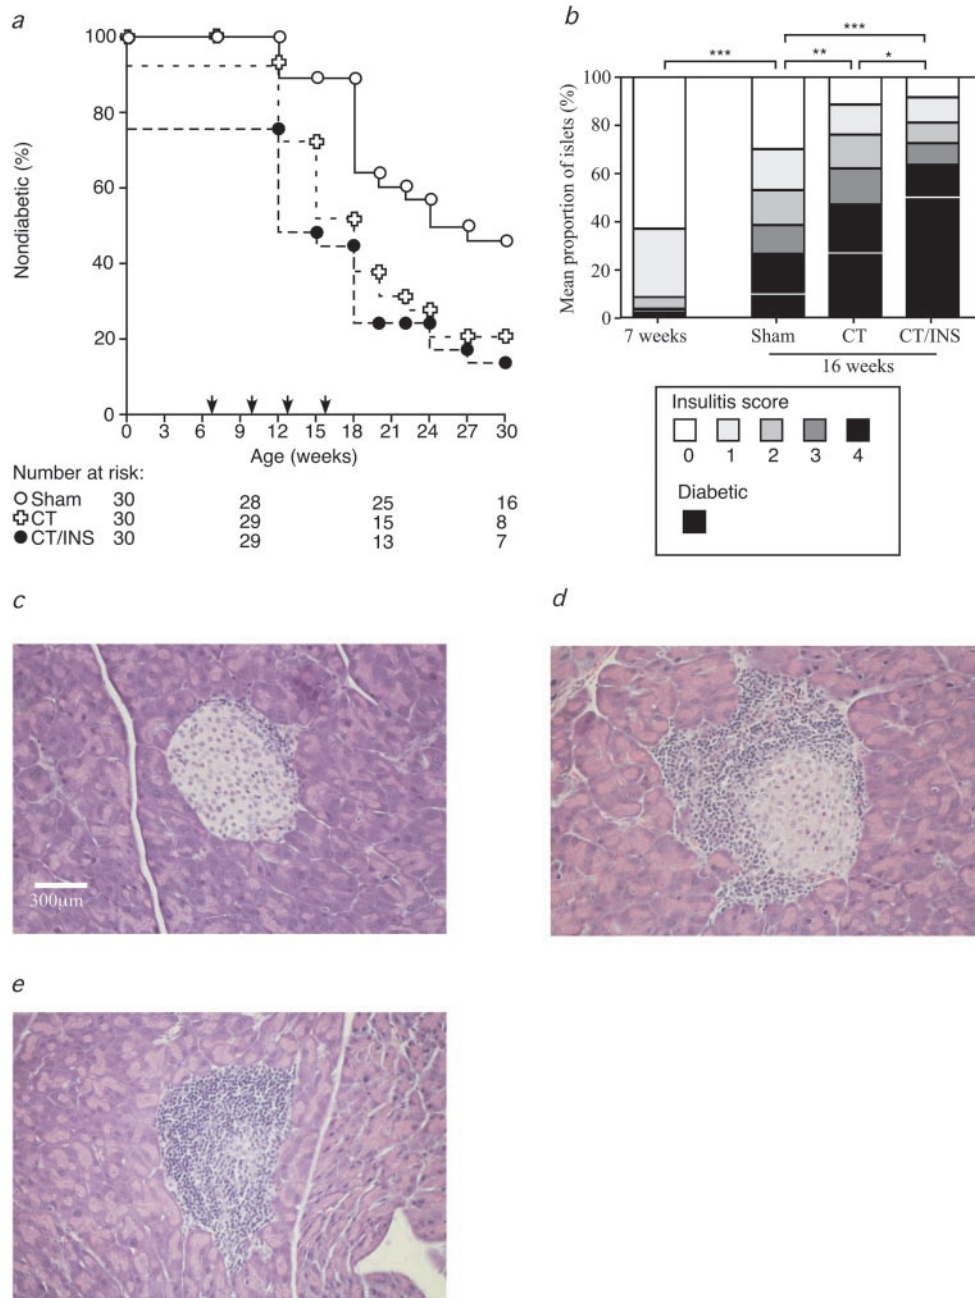 a
100
80
60
40
20
0
Nondiabetic (%)
0 3 6 9 12 15 18 21 24 27 30
Age (weeks)
Number at risk:
Sham 30 28 25 16
CT 30 29 15 8
CT/INS 30 29 13 7
b
***
*** ** *
100
80
60
40
20
0
Mean proportion of islets (%)
7 weeks Sham CT CT/INS
16 weeks
Insulitis score
0 1 2 3 4
Diabetic
c
d
300μm
e